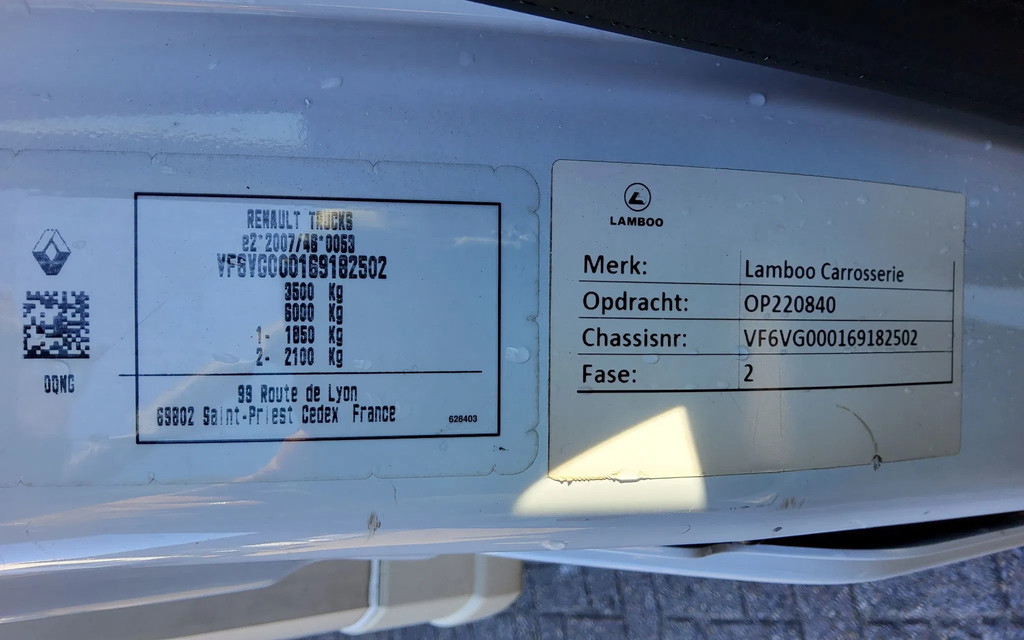 RENAULT TRUCKS
e2*2007/46*0053
VF6VG000169182502
3500 Kg
6000 Kg
1- 1850 Kg
2- 2100 Kg
99 Route de Lyon
69802 Saint-Priest Cedex France
628403
DQNG
LAMBOO
Merk: Lamboo Carrosserie
Opdracht: OP220840
Chassisnr: VF6VG000169182502
Fase: 2